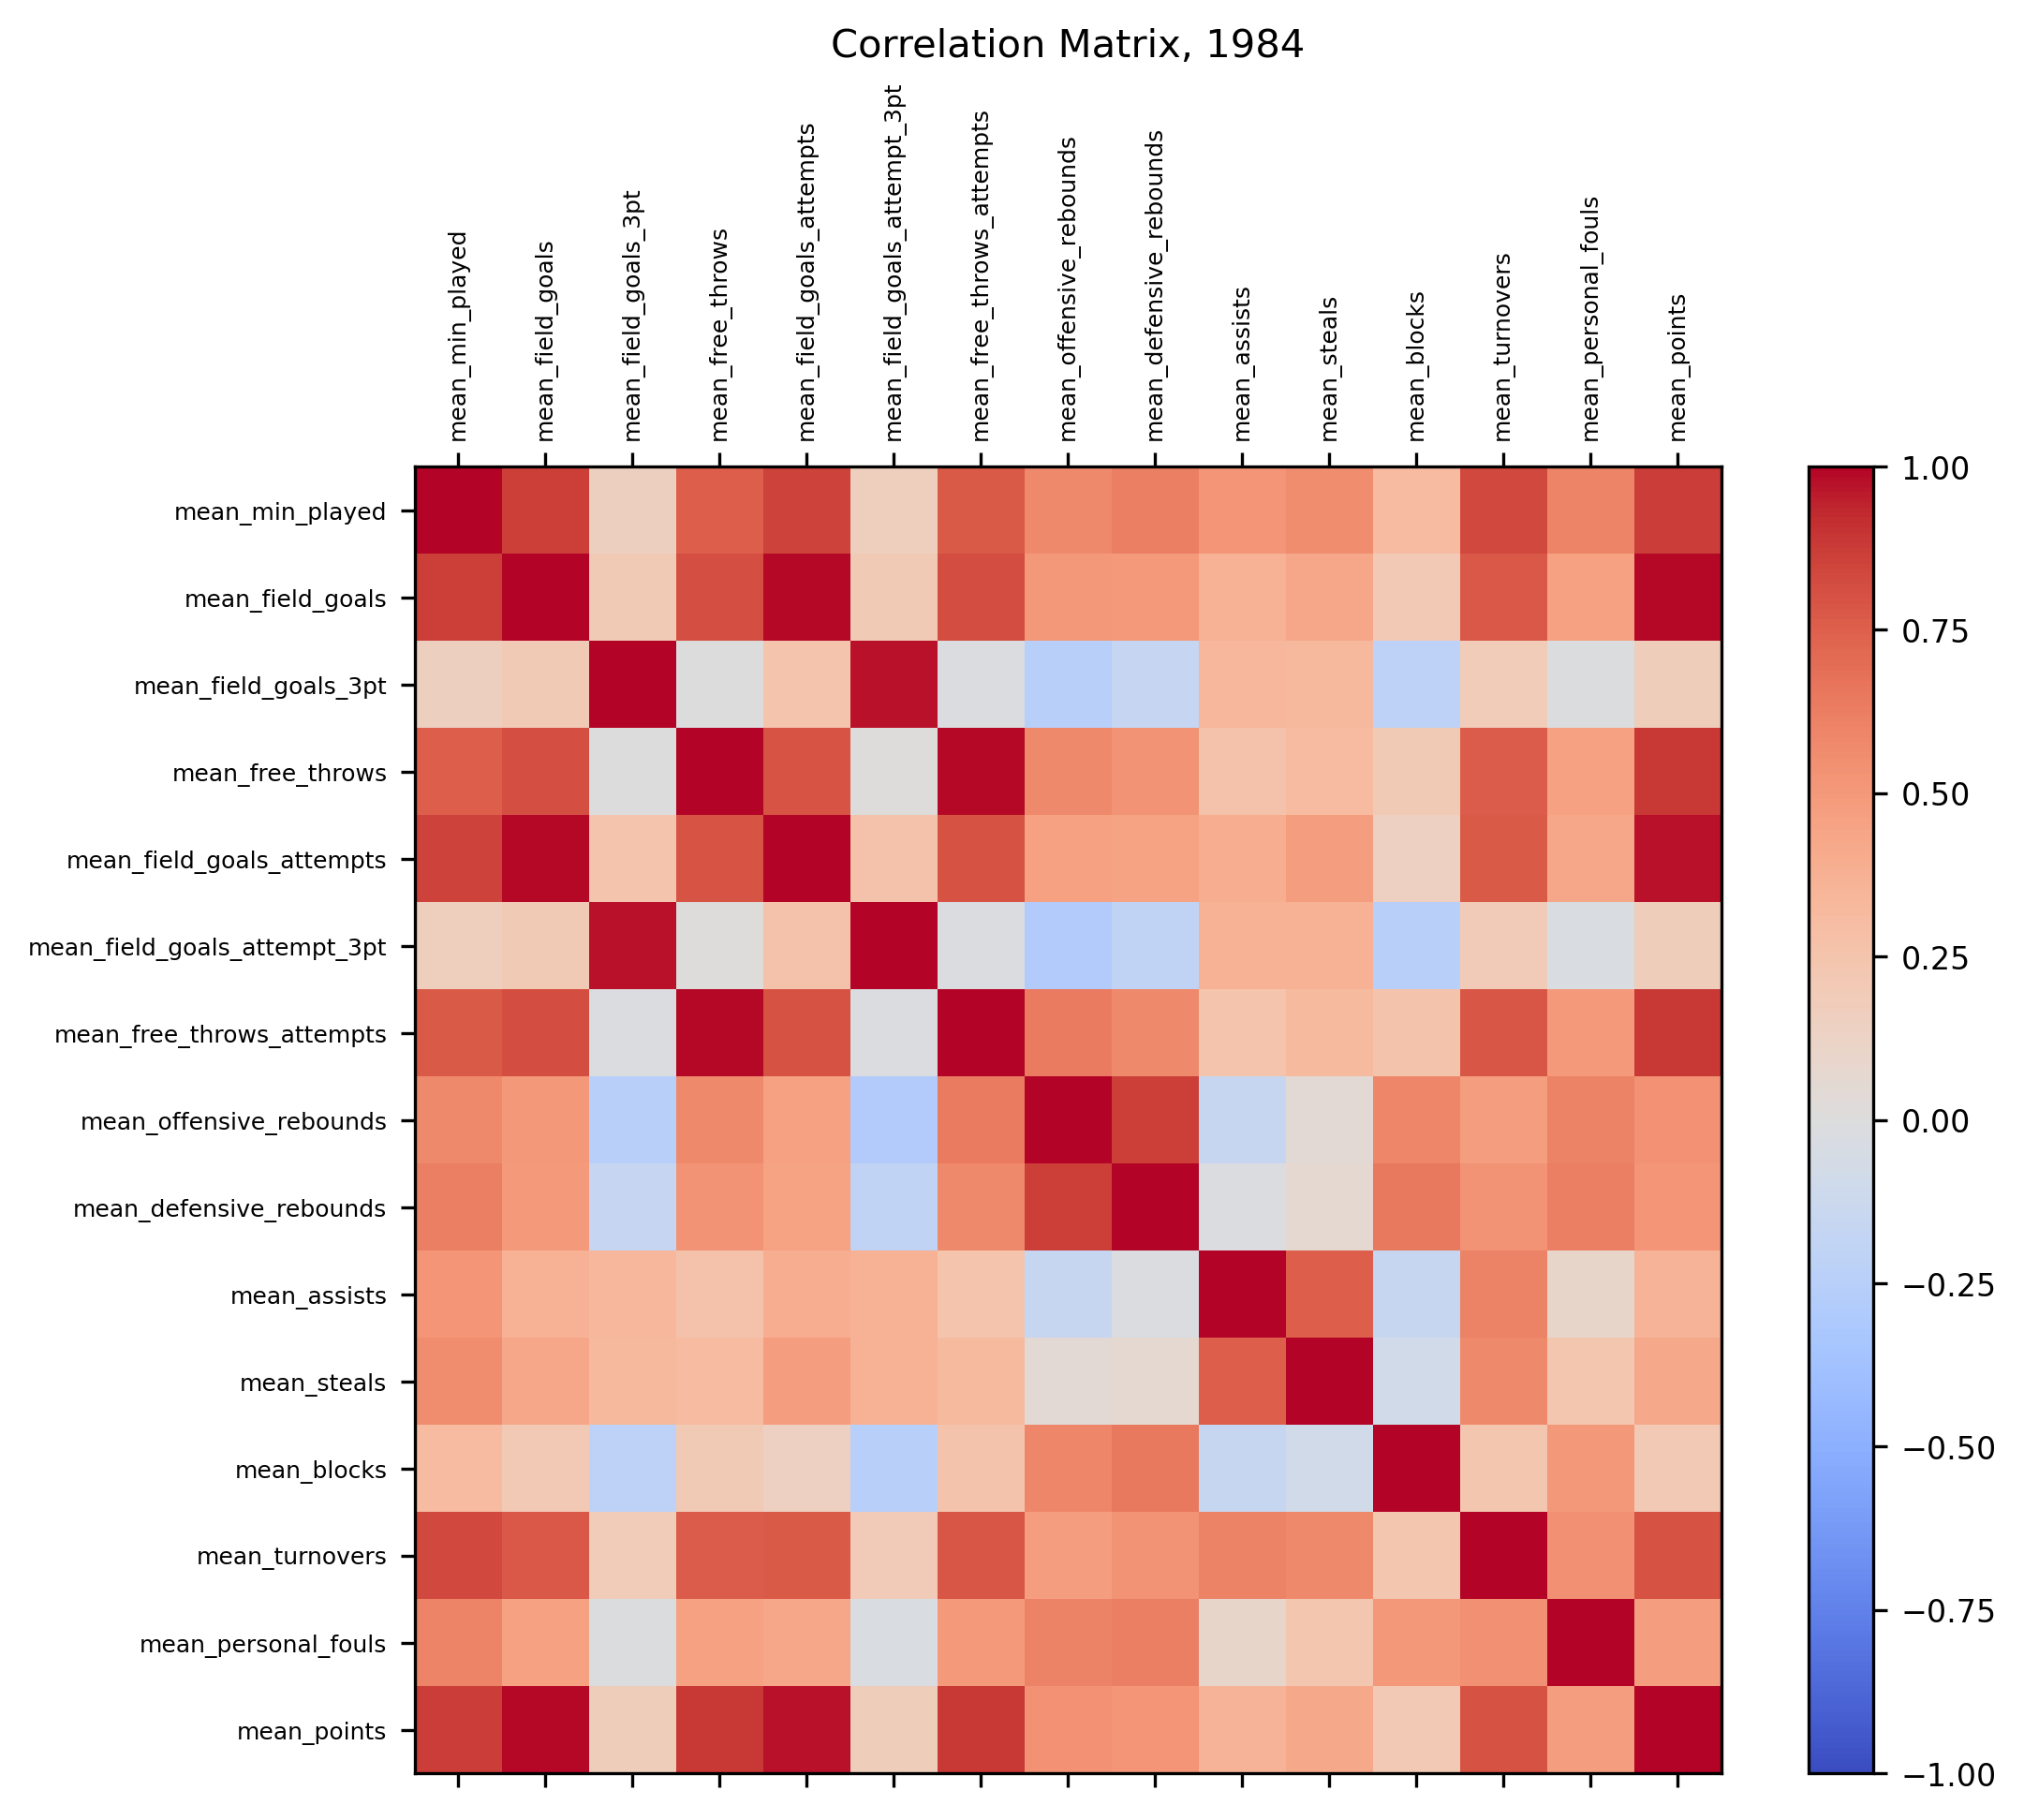 Correlation Matrix, 1984
mean_min_played
mean_field_goals
mean_field_goals_3pt
mean_free_throws
mean_field_goals_attempts
mean_field_goals_attempt_3pt
mean_free_throws_attempts
mean_offensive_rebounds
mean_defensive_rebounds
mean_assists
mean_steals
mean_blocks
mean_turnovers
mean_personal_fouls
mean_points
mean_min_played
mean_field_goals
mean_field_goals_3pt
mean_free_throws
mean_field_goals_attempts
mean_field_goals_attempt_3pt
mean_free_throws_attempts
mean_offensive_rebounds
mean_defensive_rebounds
mean_assists
mean_steals
mean_blocks
mean_turnovers
mean_personal_fouls
mean_points
1.00
0.75
0.50
0.25
0.00
−0.25
−0.50
−0.75
−1.00